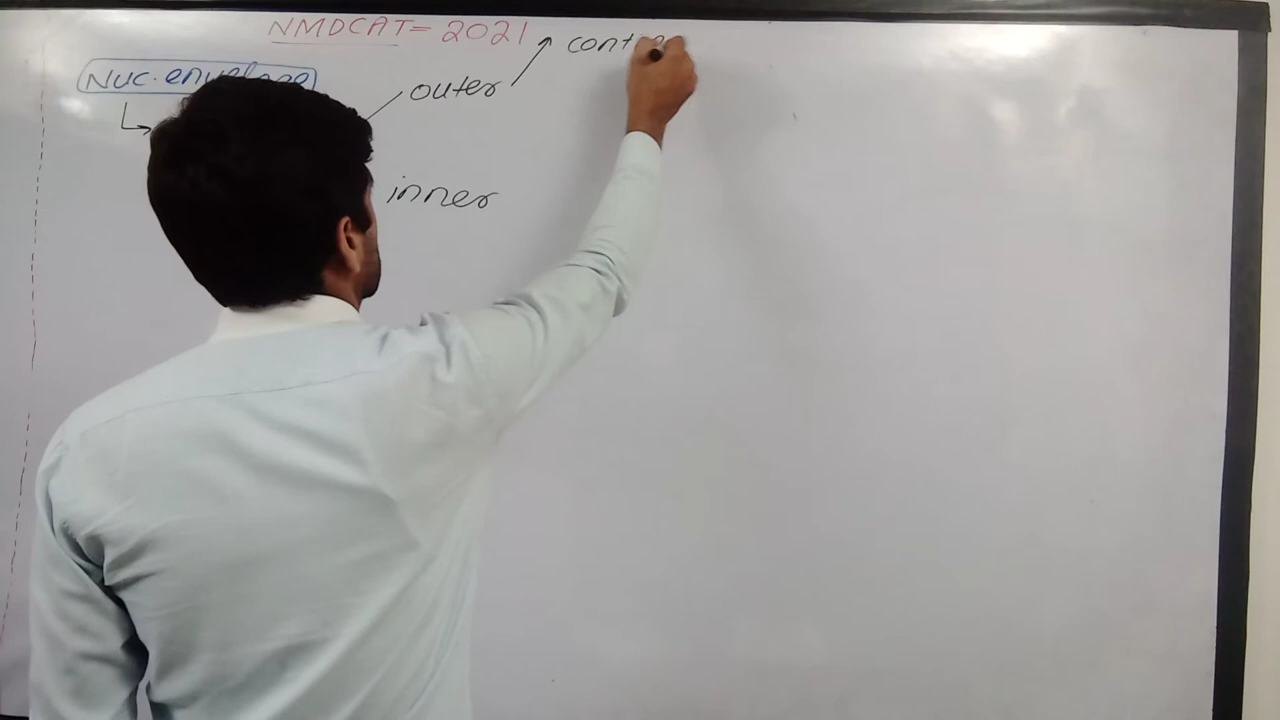 NMDCAT = 2021
Nuc. envelope
outer
inner